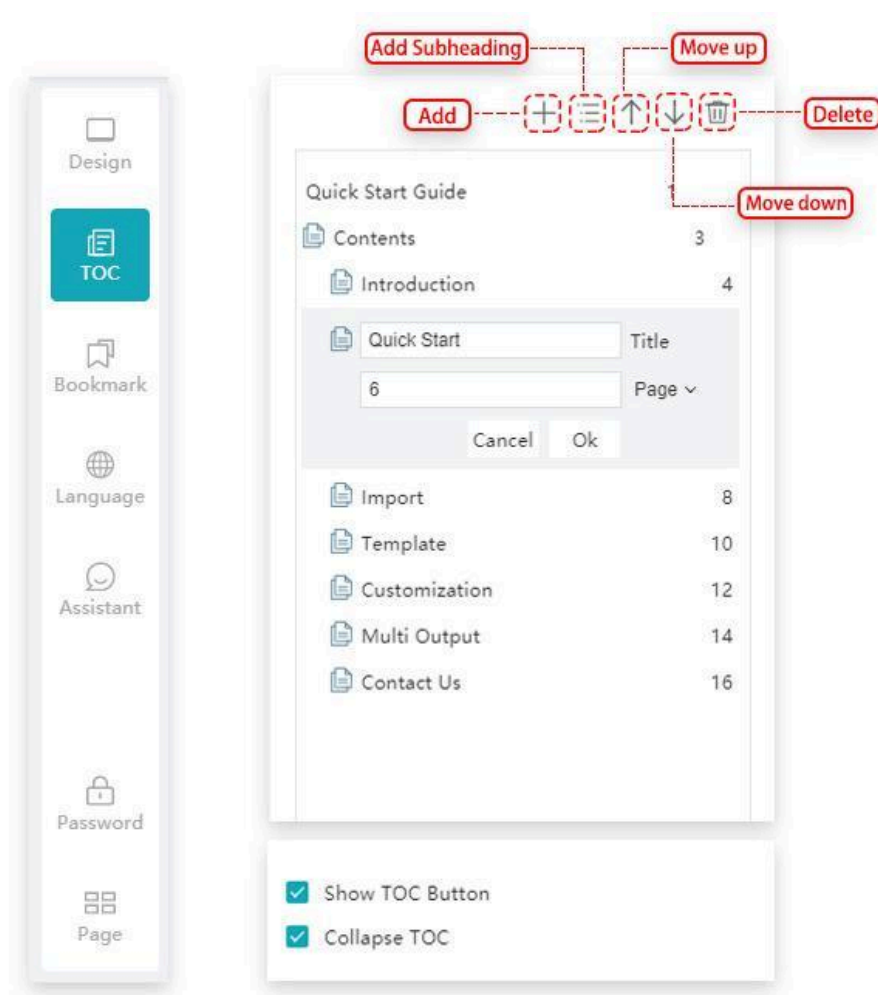 Design
TOC
Bookmark
Language
Assistant
Password
Page
Add Subheading
Move up
Add
Delete
Move down
Quick Start Guide 1
Contents 3
Introduction 4
Quick Start Title
6 Page
Cancel Ok
Import 8
Template 10
Customization 12
Multi Output 14
Contact Us 16
Show TOC Button
Collapse TOC